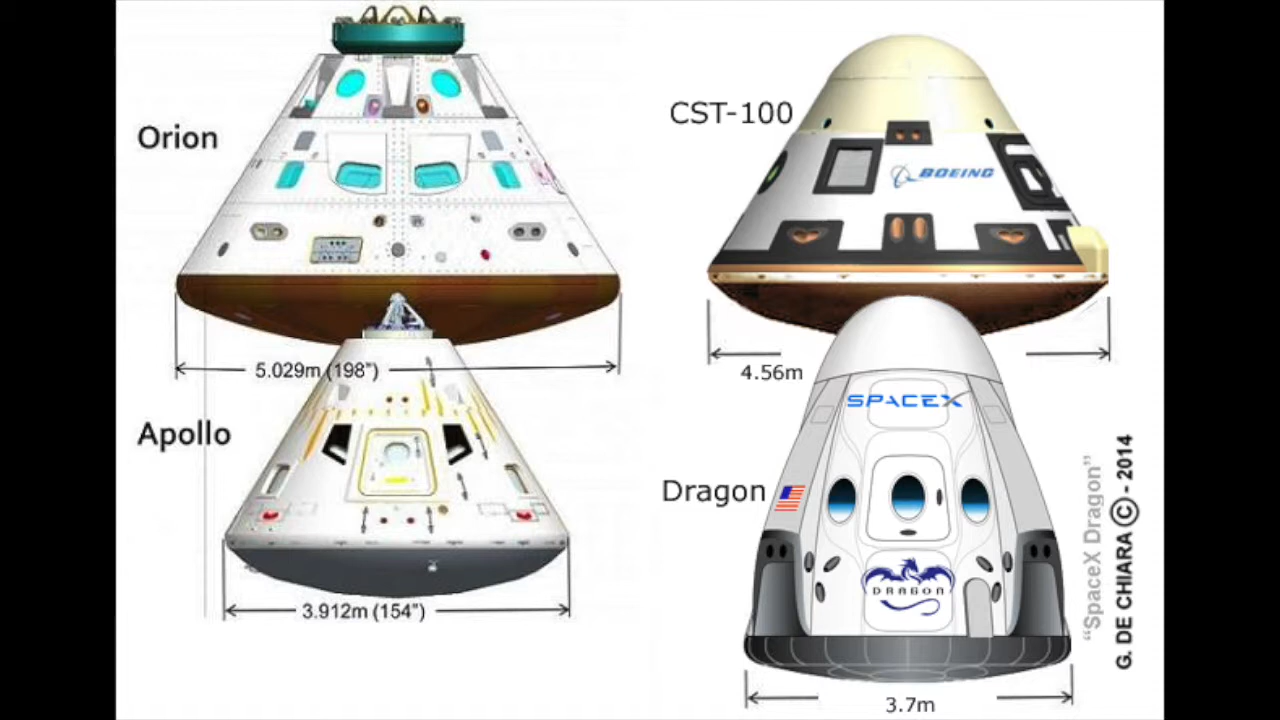 Orion
5.029m (198")
Apollo
3.912m (154")
CST-100
BOEING
4.56m
SPACEX
Dragon
DRAGON
3.7m
"SpaceX Dragon"
G. DE CHIARA © - 2014